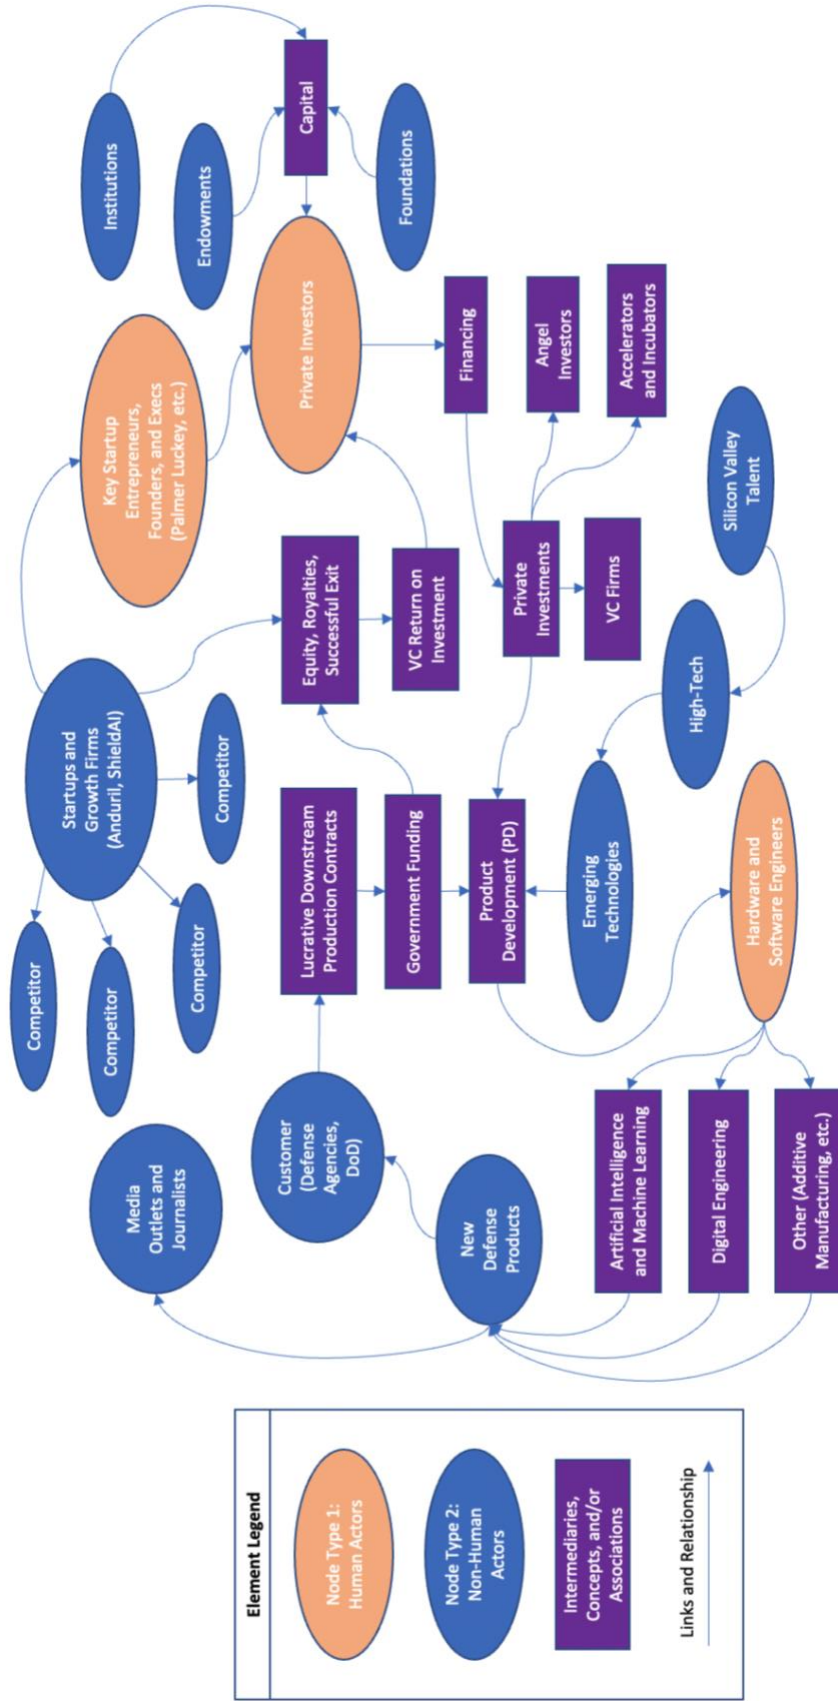 Element Legend
Node Type 1:
Human Actors
Node Type 2:
Non-Human
Actors
Intermediaries,
Concepts, and/or
Associations
Links and Relationship
Media
Outlets and
Journalists
Competitor
Competitor
Competitor
Competitor
Startups and
Growth Firms
(Anduril, ShieldAI)
Key Startup
Entrepreneurs,
Founders, and Execs
(Palmer Luckey, etc.)
Institutions
Endowments
Capital
Foundations
Private Investors
Customer
(Defense
Agencies,
DoD)
Lucrative Downstream
Production Contracts
Government Funding
Equity, Royalties,
Successful Exit
VC Return on
Investment
Financing
Angel
Investors
Accelerators
and Incubators
Private
Investments
VC Firms
New
Defense
Products
Product
Development (PD)
Emerging
Technologies
High-Tech
Silicon Valley
Talent
Hardware and
Software Engineers
Artificial Intelligence
and Machine Learning
Digital Engineering
Other (Additive
Manufacturing, etc.)